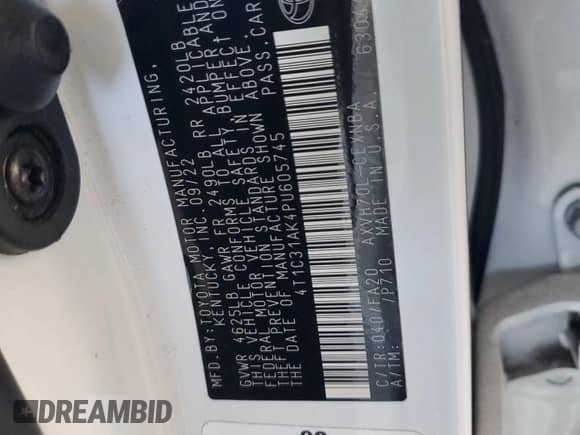 MFD.BY:TOYOTA MOTOR MANUFACTURING,
KENTUCKY INC. 09/22
GVWR 4625LB GAWR FR 2490LB RR 2420LB
THIS VEHICLE CONFORMS TO ALL APPLICABLE
FEDERAL MOTOR VEHICLE SAFETY BUMPER AND
THEFT PREVENTION STANDARDS IN EFFECT ON
THE DATE OF MANUFACTURE SHOWN ABOVE.
4T1C31AK4PU605745 PASS.CAR
C/TR:040/FA20
A/TM: /P710
MADE IN U.S.A.
DREAMBID